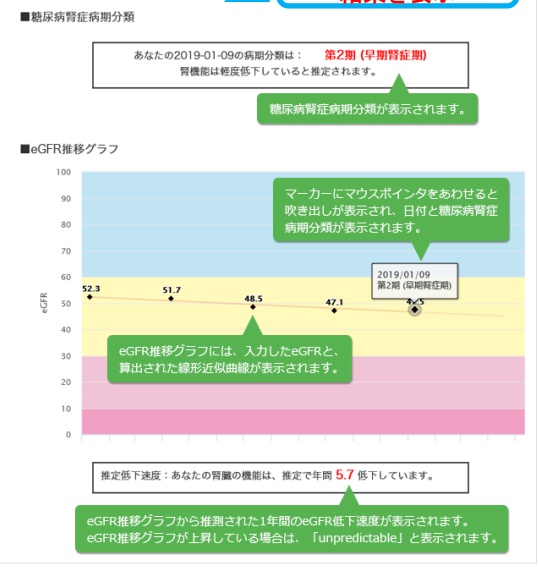 ■糖尿病腎症病期分類
あなたの2019-01-09の病期分類は： 第2期 (早期腎症期)
腎機能は軽度低下していると推定されます。
糖尿病腎症病期分類が表示されます。
■eGFR推移グラフ
100
90
80
70
60
50
40
30
20
10
0
eGFR
マーカーにマウスポインタをあわせると
吹き出しが表示され、日付と糖尿病腎症
病期分類が表示されます。
2019/01/09
第2期 (早期腎症期)
52.3
51.7
48.5
47.1
eGFR推移グラフには、入力したeGFRと、
算出された線形近似曲線が表示されます。
推定低下速度：あなたの腎臓の機能は、推定で年間 5.7 低下しています。
eGFR推移グラフから推測された1年間のeGFR低下速度が表示されます。
eGFR推移グラフが上昇している場合は、「unpredictable」と表示されます。